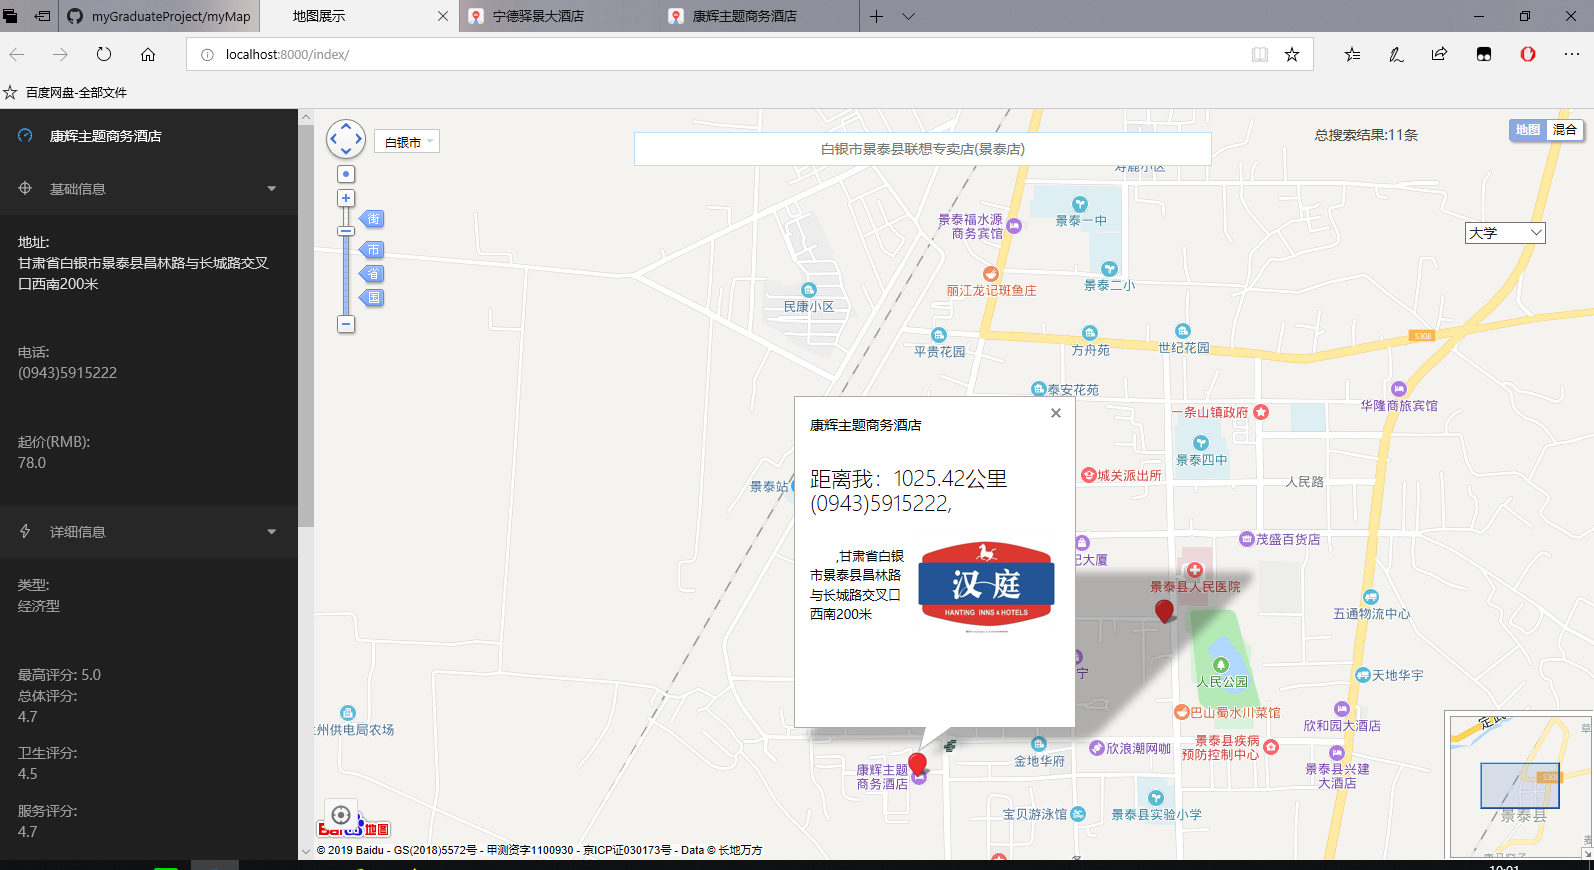 myGraduateProject/myMap
地图展示
宁德驿景大酒店
康辉主题商务酒店
localhost:8000/index/
百度网盘-全部文件
康辉主题商务酒店
基础信息
地址:
甘肃省白银市景泰县昌林路与长城路交叉
口西南200米
电话:
(0943)5915222
起价(RMB):
78.0
详细信息
类型:
经济型
最高评分: 5.0
总体评分:
4.7
卫生评分:
4.5
服务评分:
4.7
白银市
街
市
省
国
白银市景泰县联想专卖店(景泰店)
总搜索结果:11条
地图
混合
大学
寿鹿小区
景泰一中
景泰福水源
商务宾馆
景泰二小
丽江龙记斑鱼庄
民康小区
平贵花园
方舟苑
世纪花园
S308
泰安花苑
华隆商旅宾馆
一条山镇政府
景泰四中
城关派出所
人民路
景泰站
康辉主题商务酒店
距离我：1025.42公里
(0943)5915222,
,甘肃省白银
市景泰县昌林路
与长城路交叉口
西南200米
汉庭
HANTING INNS & HOTELS
茂盛百货店
大厦
景泰县人民医院
五通物流中心
宁
人民公园
天地华宇
巴山蜀水川菜馆
欣和园大酒店
州供电局农场
欣浪潮网咖
景泰县疾病
预防控制中心
金地华府
景泰县兴建
大酒店
康辉主题
商务酒店
宝贝游泳馆
景泰县实验小学
定武
S308
景泰县
Bai 地图
© 2019 Baidu - GS(2018)5572号 - 甲测资字1100930 - 京ICP证030173号 - Data © 长地万方